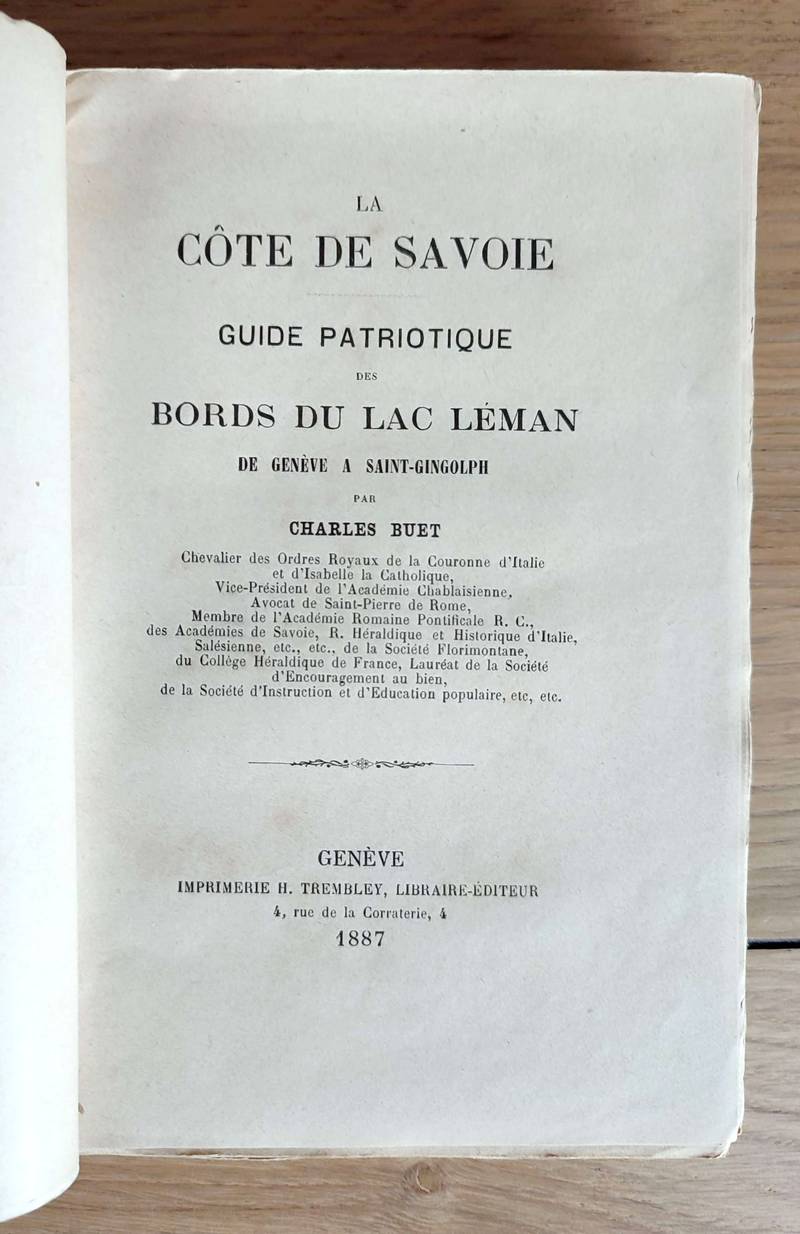 LA
CÔTE DE SAVOIE
GUIDE PATRIOTIQUE
DES
BORDS DU LAC LÉMAN
DE GENÈVE A SAINT-GINGOLPH
PAR
CHARLES BUET
Chevalier des Ordres Royaux de la Couronne d'Italie
et d'Isabelle la Catholique,
Vice-Président de l'Académie Chablaisienne,
Avocat de Saint-Pierre de Rome,
Membre de l'Académie Romaine Pontificale R. C.,
des Académies de Savoie, R. Héraldique et Historique d'Italie,
Salésienne, etc., etc., de la Société Florimontane,
du Collège Héraldique de France, Lauréat de la Société
d'Encouragement au bien,
de la Société d'Instruction et d'Education populaire, etc, etc.
GENÈVE
IMPRIMERIE H. TREMBLEY, LIBRAIRE-ÉDITEUR
4, rue de la Corraterie, 4
1887